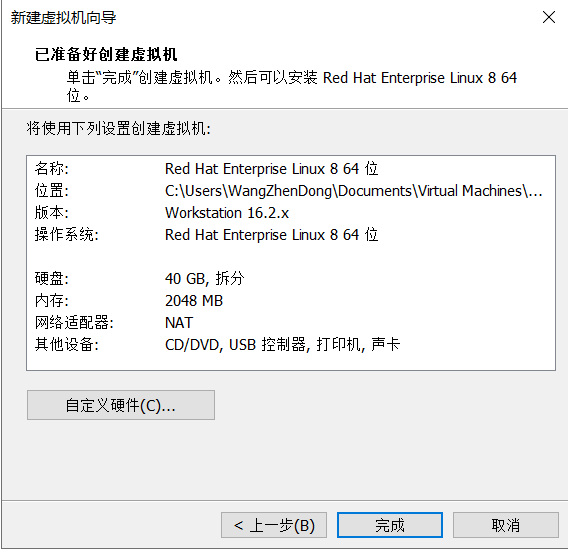 新建虚拟机向导
已准备好创建虚拟机
单击“完成”创建虚拟机。然后可以安装 Red Hat Enterprise Linux 8 64
位。
将使用下列设置创建虚拟机:
名称: Red Hat Enterprise Linux 8 64 位
位置: C:\Users\WangZhenDong\Documents\Virtual Machines\...
版本: Workstation 16.2.x
操作系统: Red Hat Enterprise Linux 8 64 位
硬盘: 40 GB, 拆分
内存: 2048 MB
网络适配器: NAT
其他设备: CD/DVD, USB 控制器, 打印机, 声卡
自定义硬件(C)...
< 上一步(B) 完成 取消